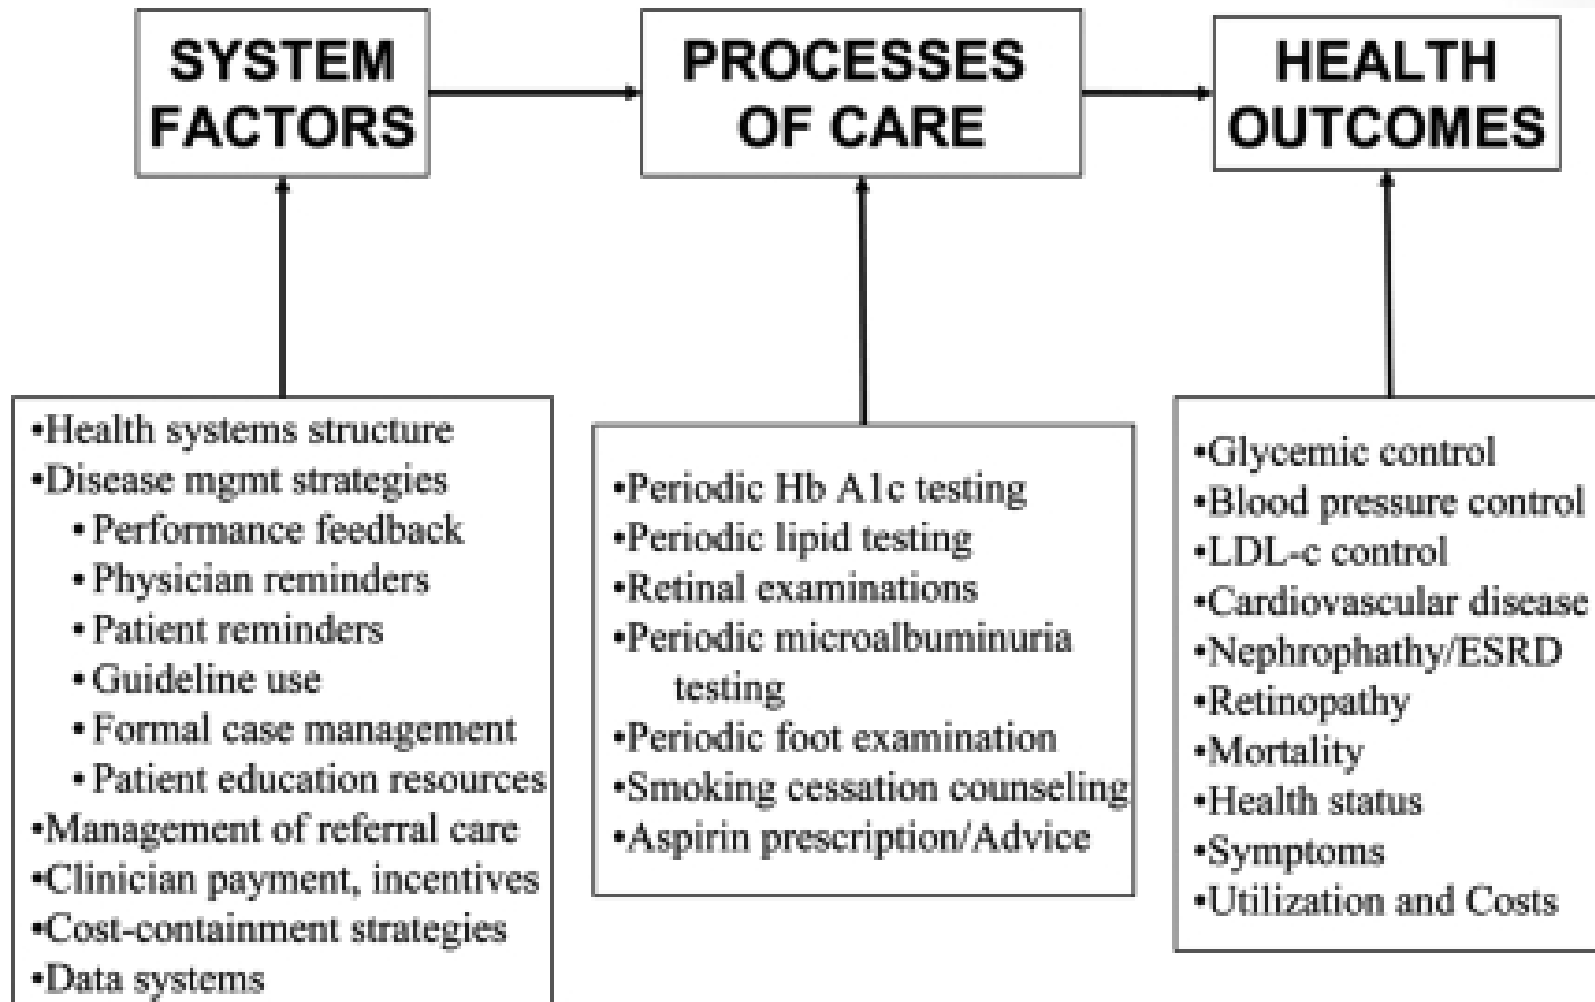 SYSTEM
FACTORS
PROCESSES
OF CARE
HEALTH
OUTCOMES
•Health systems structure
•Disease mgmt strategies
• Performance feedback
• Physician reminders
• Patient reminders
• Guideline use
• Formal case management
• Patient education resources
•Management of referral care
•Clinician payment, incentives
•Cost-containment strategies
•Data systems
•Periodic Hb A1c testing
•Periodic lipid testing
•Retinal examinations
•Periodic microalbuminuria
testing
•Periodic foot examination
•Smoking cessation counseling
•Aspirin prescription/Advice
•Glycemic control
•Blood pressure control
•LDL-c control
•Cardiovascular disease
•Nephrophathy/ESRD
•Retinopathy
•Mortality
•Health status
•Symptoms
•Utilization and Costs